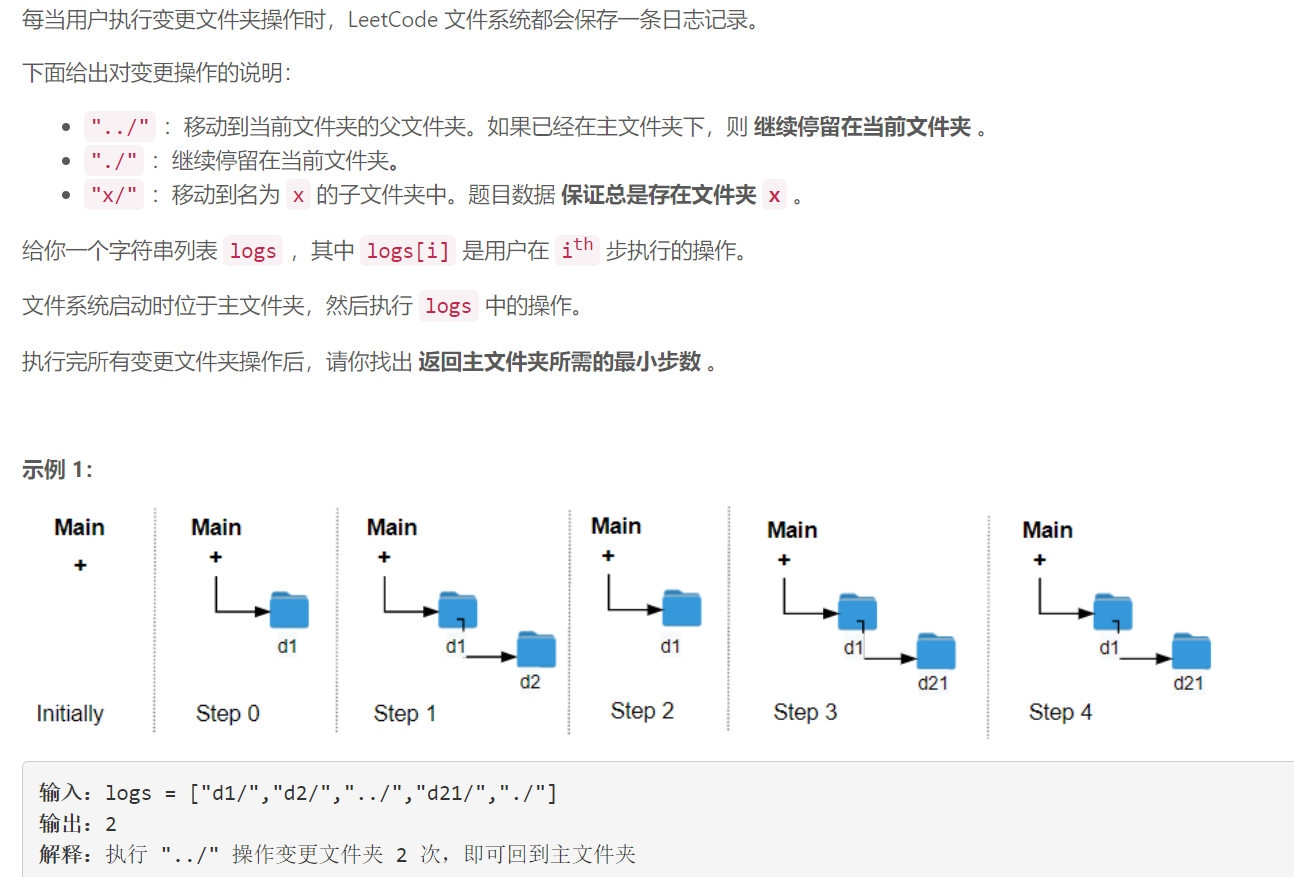 每当用户执行变更文件夹操作时，LeetCode 文件系统都会保存一条日志记录。
下面给出对变更操作的说明：
• "../" ：移动到当前文件夹的父文件夹。如果已经在主文件夹下，则 继续停留在当前文件夹 。
• "./" ：继续停留在当前文件夹。
• "x/" ：移动到名为 x 的子文件夹中。题目数据 保证总是存在文件夹 x 。
给你一个字符串列表 logs ，其中 logs[i] 是用户在 ith 步执行的操作。
文件系统启动时位于主文件夹，然后执行 logs 中的操作。
执行完所有变更文件夹操作后，请你找出 返回主文件夹所需的最小步数 。
示例 1：
Main Main Main Main Main Main
+ + + + + +
d1 d1 d1 d1 d1
d2 d21 d21
Initially Step 0 Step 1 Step 2 Step 3 Step 4
输入：logs = ["d1/","d2/","../","d21/","./"]
输出：2
解释：执行 "../" 操作变更文件夹 2 次，即可回到主文件夹